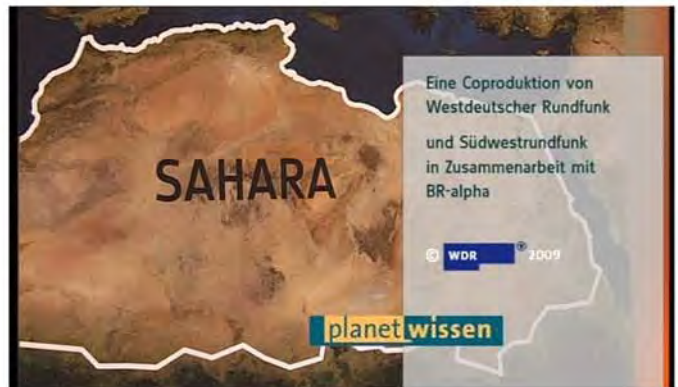 SAHARA
Eine Coproduktion von
Westdeutscher Rundfunk
und Südwestrundfunk
in Zusammenarbeit mit
BR-alpha
© WDR ® 2009
planet wissen